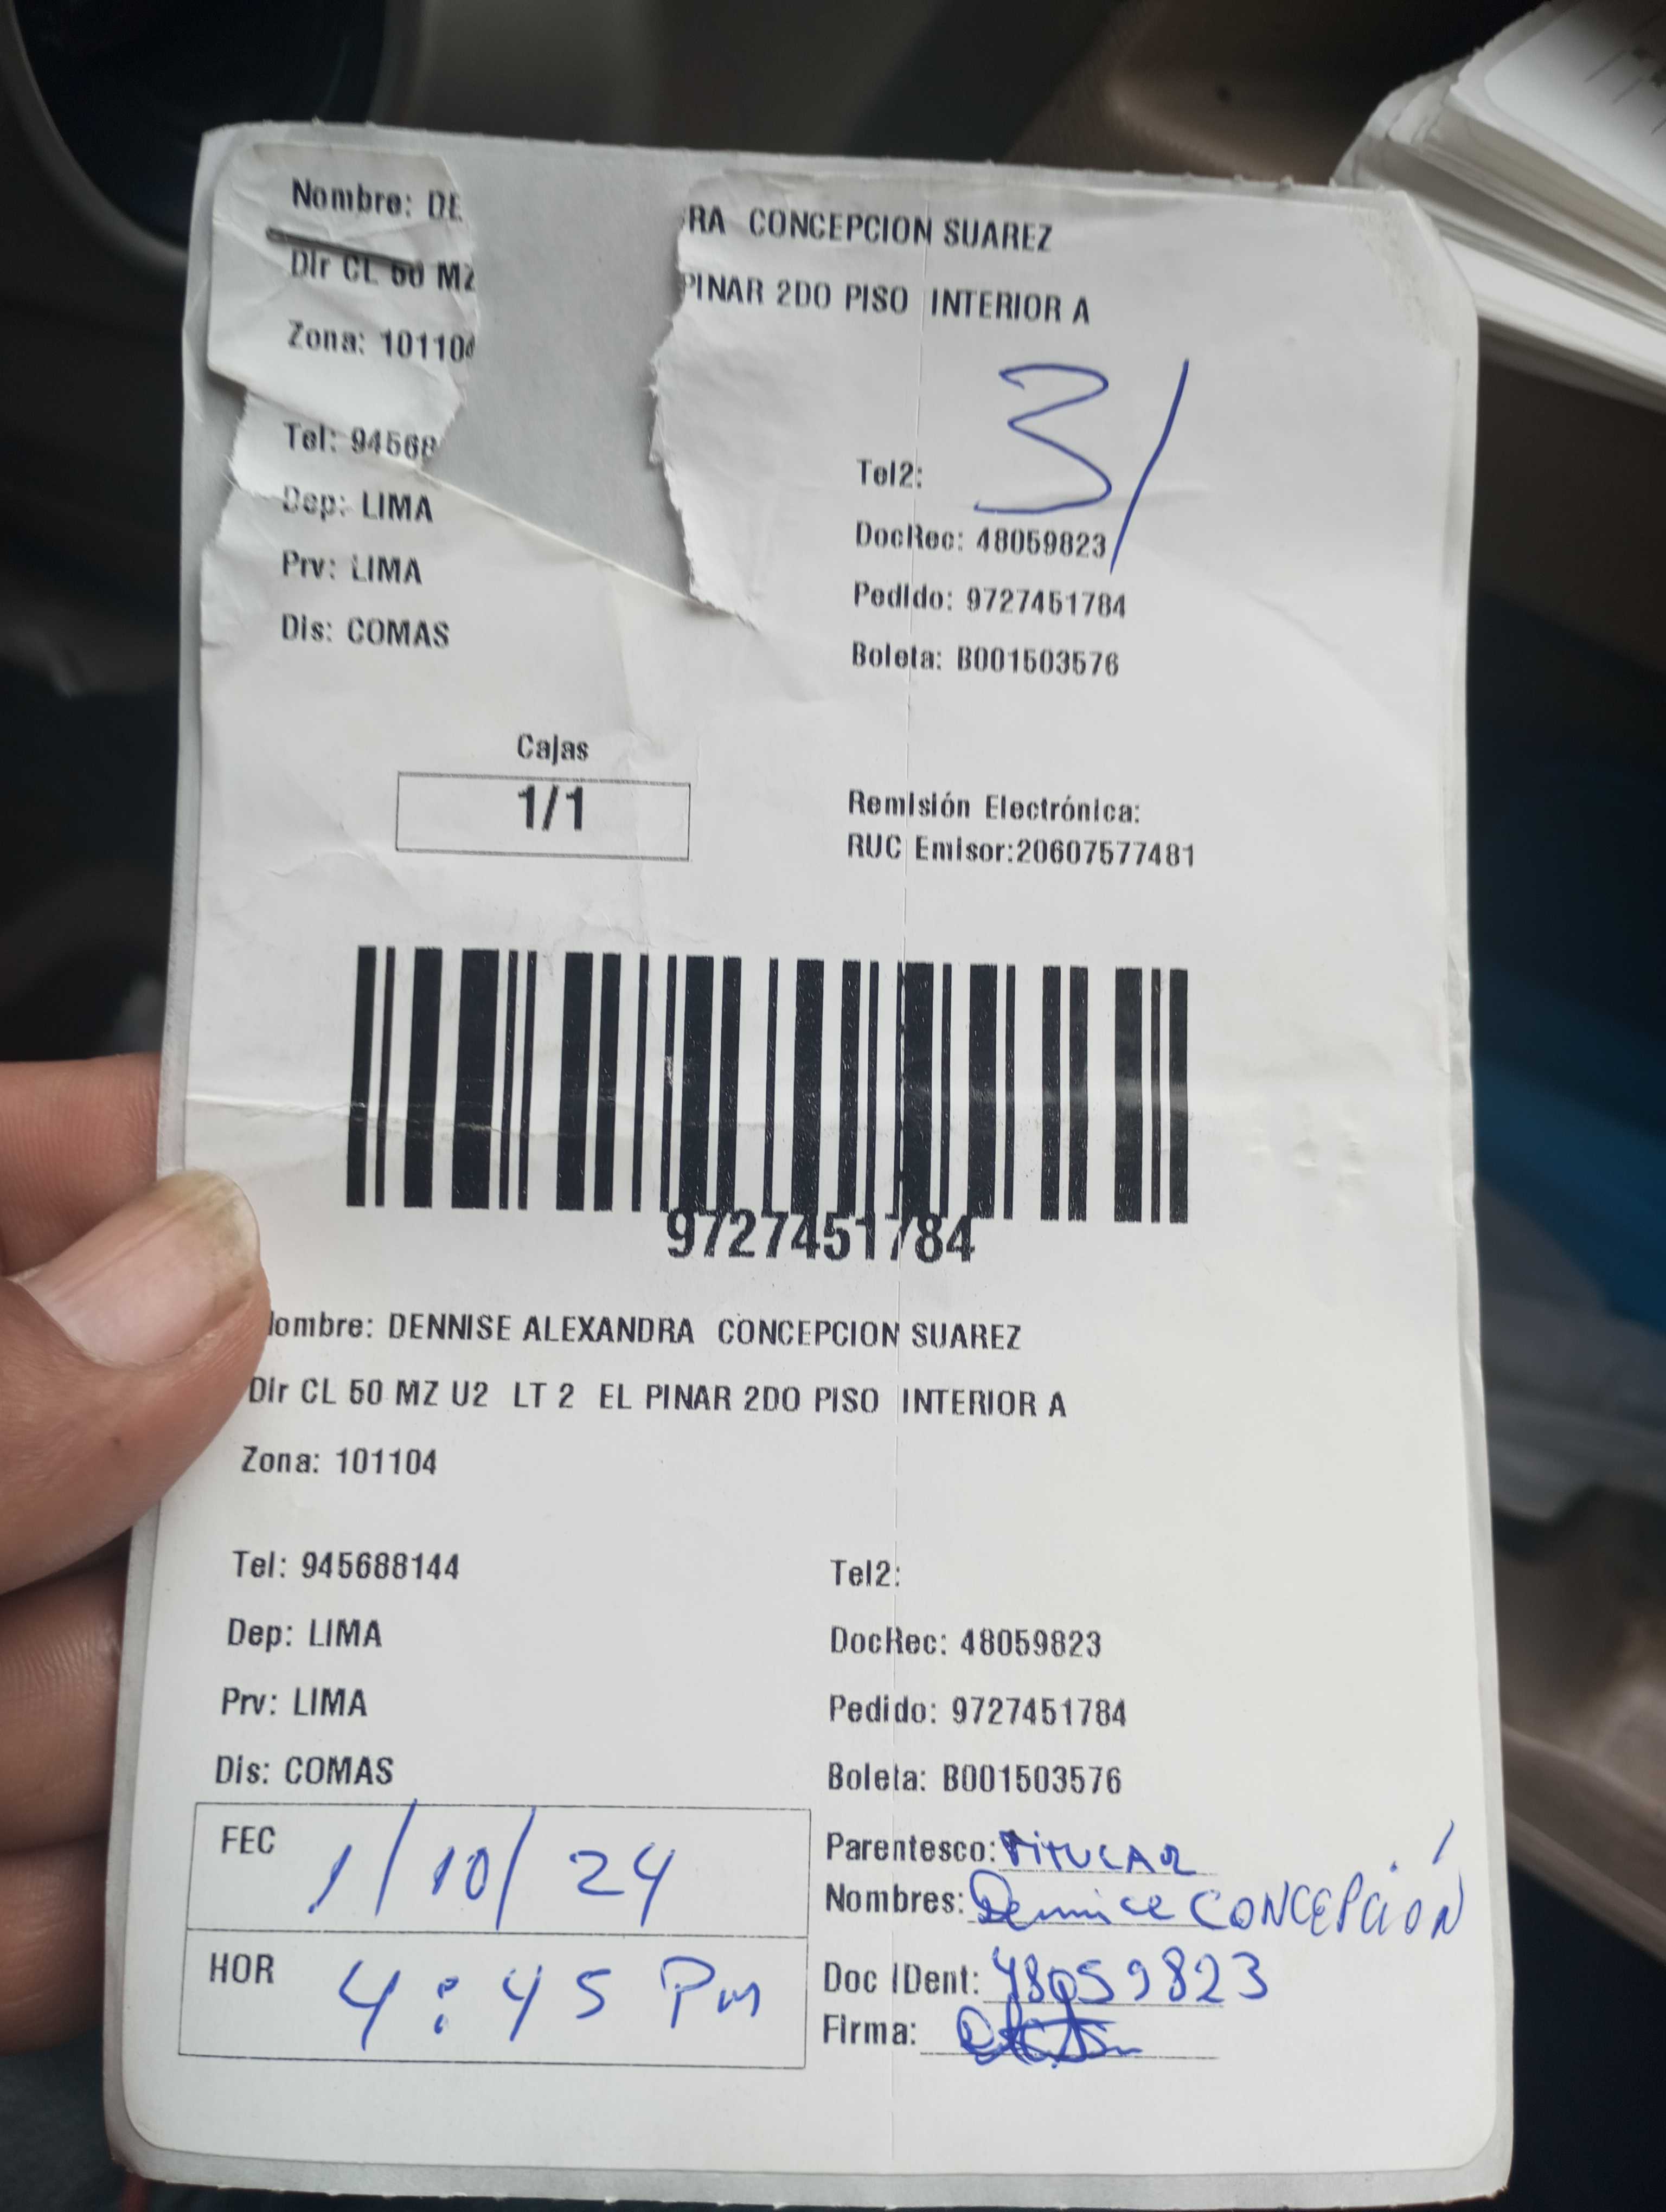 Nombre: DE RA CONCEPCION SUAREZ
Dir CL 50 MZ PINAR 2DO PISO INTERIOR A
Zona: 101104
31
Tel: 94568 Tel2:
Dep: LIMA DocRec: 48059823
Prv: LIMA Pedido: 9727451784
Dis: COMAS Boleta: B001503576
Cajas
1/1
Remisión Electrónica:
RUC Emisor:20607577481
9727451784
ombre: DENNISE ALEXANDRA CONCEPCION SUAREZ
Dir CL 50 MZ U2 LT 2 EL PINAR 2DO PISO INTERIOR A
Zona: 101104
Tel: 945688144 Tel2:
Dep: LIMA DocRec: 48059823
Prv: LIMA Pedido: 9727451784
Dis: COMAS Boleta: B001503576
FEC 1/10/24
HOR 4:45 Pm
Parentesco: TITULAR
Nombres: Dennice CONCEPCIÓN
Doc IDent: 48059823
Firma: